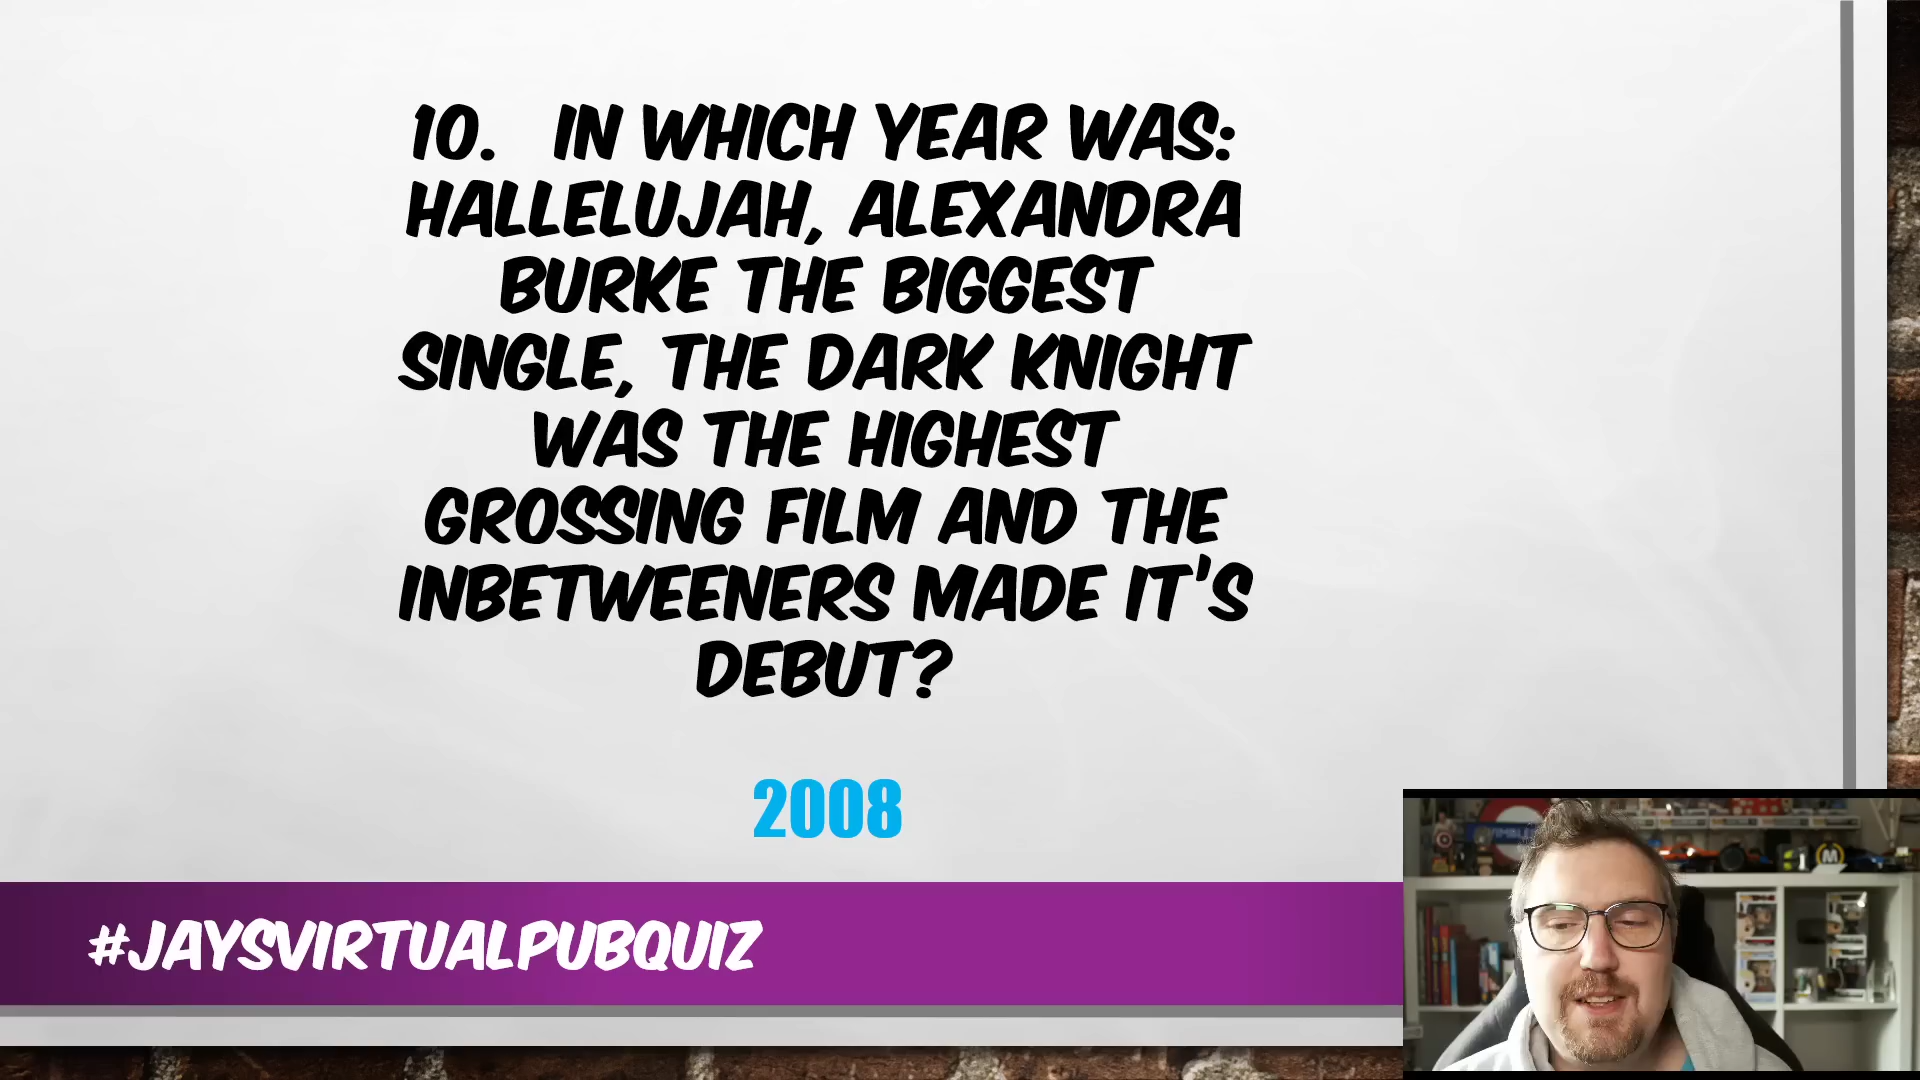 10. IN WHICH YEAR WAS:
HALLELUJAH, ALEXANDRA
BURKE THE BIGGEST
SINGLE, THE DARK KNIGHT
WAS THE HIGHEST
GROSSING FILM AND THE
INBETWEENERS MADE IT'S
DEBUT?
2008
#JAYSVIRTUALPUBQUIZ